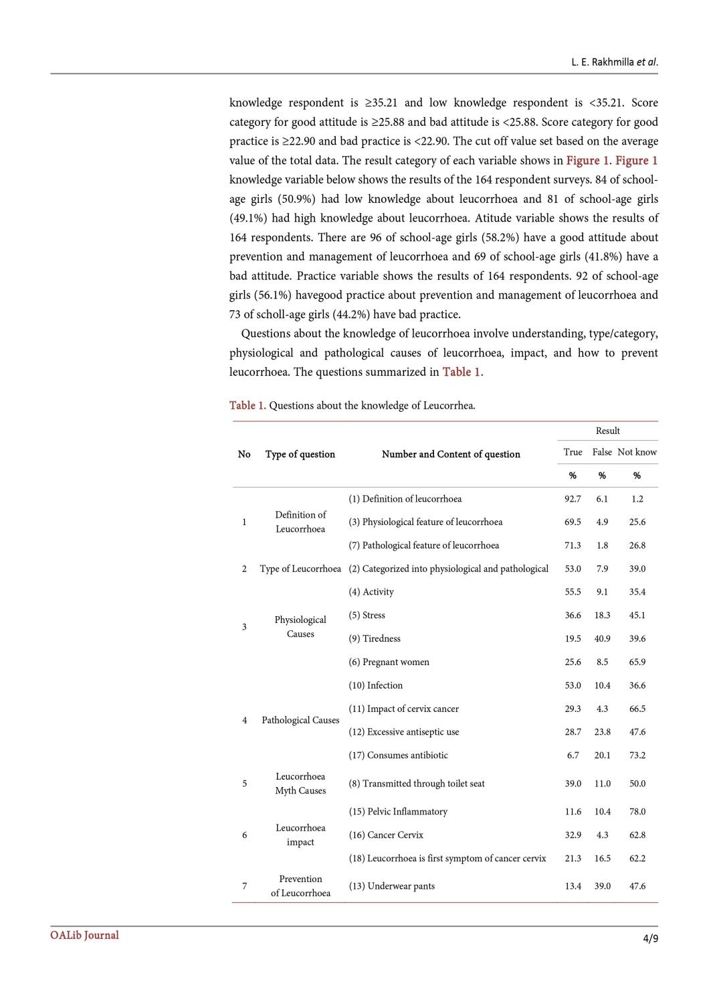 L. E. Rakhmilla et al.
knowledge respondent is ≥35.21 and low knowledge respondent is <35.21. Score
category for good attitude is ≥25.88 and bad attitude is <25.88. Score category for good
practice is ≥22.90 and bad practice is <22.90. The cut off value set based on the average
value of the total data. The result category of each variable shows in Figure 1. Figure 1
knowledge variable below shows the results of the 164 respondent surveys. 84 of school-
age girls (50.9%) had low knowledge about leucorrhoea and 81 of school-age girls
(49.1%) had high knowledge about leucorrhoea. Atitude variable shows the results of
164 respondents. There are 96 of school-age girls (58.2%) have a good attitude about
prevention and management of leucorrhoea and 69 of school-age girls (41.8%) have a
bad attitude. Practice variable shows the results of 164 respondents. 92 of school-age
girls (56.1%) havegood practice about prevention and management of leucorrhoea and
73 of scholl-age girls (44.2%) have bad practice.
Questions about the knowledge of leucorrhoea involve understanding, type/category,
physiological and pathological causes of leucorrhoea, impact, and how to prevent
leucorrhoea. The questions summarized in Table 1.
Table 1. Questions about the knowledge of Leucorrhea.
Result
No Type of question Number and Content of question True False Not know
% % %
(1) Definition of leucorrhoea 92.7 6.1 1.2
1 Definition of
Leucorrhoea (3) Physiological feature of leucorrhoea 69.5 4.9 25.6
(7) Pathological feature of leucorrhoea 71.3 1.8 26.8
2 Type of Leucorrhoea (2) Categorized into physiological and pathological 53.0 7.9 39.0
(4) Activity 55.5 9.1 35.4
(5) Stress 36.6 18.3 45.1
3 Physiological
Causes
(9) Tiredness 19.5 40.9 39.6
(6) Pregnant women 25.6 8.5 65.9
(10) Infection 53.0 10.4 36.6
(11) Impact of cervix cancer 29.3 4.3 66.5
4 Pathological Causes
(12) Excessive antiseptic use 28.7 23.8 47.6
(17) Consumes antibiotic 6.7 20.1 73.2
5 Leucorrhoea
Myth Causes (8) Transmitted through toilet seat 39.0 11.0 50.0
(15) Pelvic Inflammatory 11.6 10.4 78.0
6 Leucorrhoea
impact (16) Cancer Cervix 32.9 4.3 62.8
(18) Leucorrhoea is first symptom of cancer cervix 21.3 16.5 62.2
7 Prevention
of Leucorrhoea (13) Underwear pants 13.4 39.0 47.6
OALib Journal
4/9